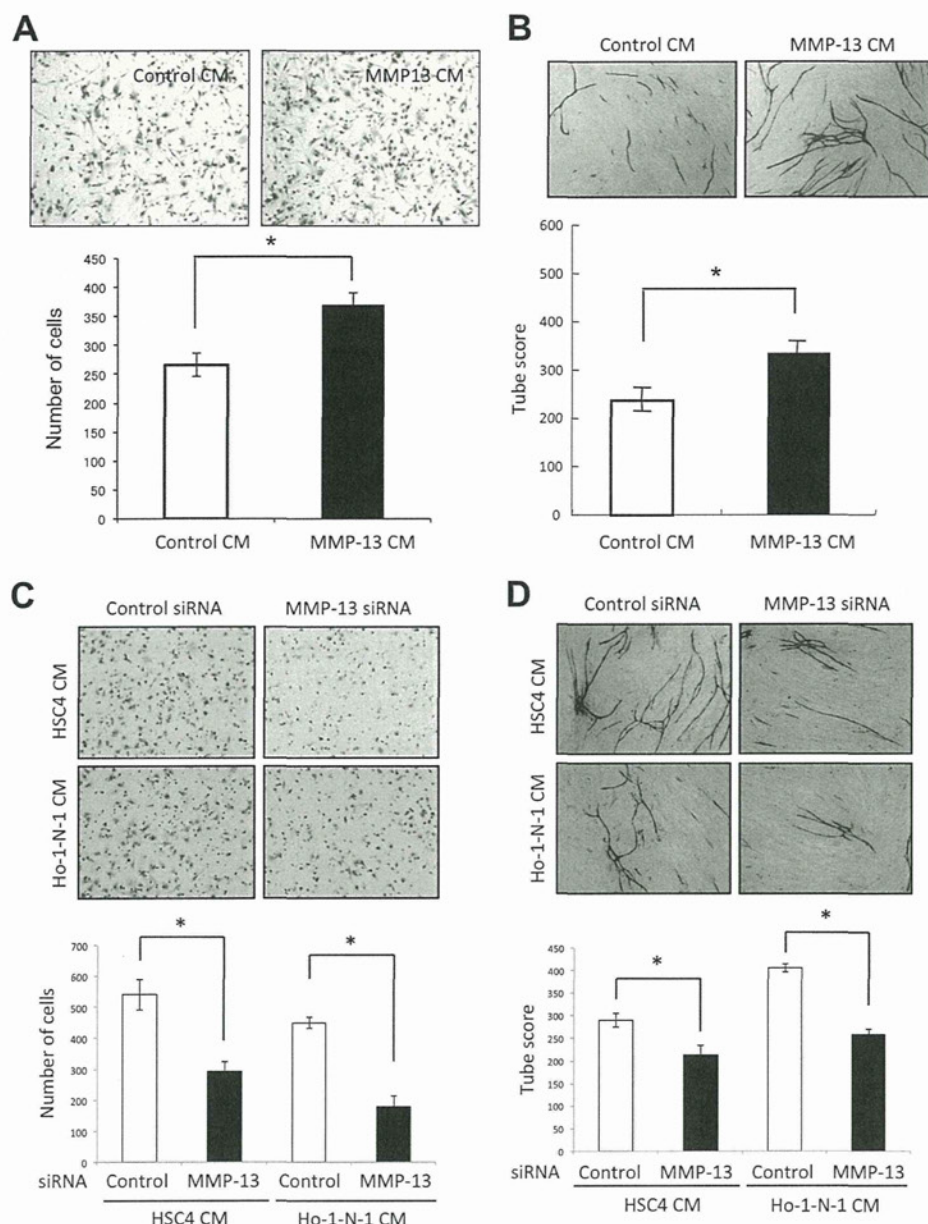 A
Control CM
MMP13 CM
*
450
400
350
300
250
200
150
100
50
0
Number of cells
Control CM
MMP-13 CM
B
Control CM
MMP-13 CM
600
500
400
300
200
100
0
*
Tube score
Control CM
MMP-13 CM
C
Control siRNA
MMP-13 siRNA
HSC4 CM
Ho-1-N-1 CM
700
600
500
400
300
200
100
0
*
*
Number of cells
siRNA Control MMP-13 Control MMP-13
HSC4 CM
Ho-1-N-1 CM
D
Control siRNA
MMP-13 siRNA
HSC4 CM
Ho-1-N-1 CM
450
400
350
300
250
200
150
100
50
0
*
*
Tube score
siRNA Control MMP-13 Control MMP-13
HSC4 CM
Ho-1-N-1 CM